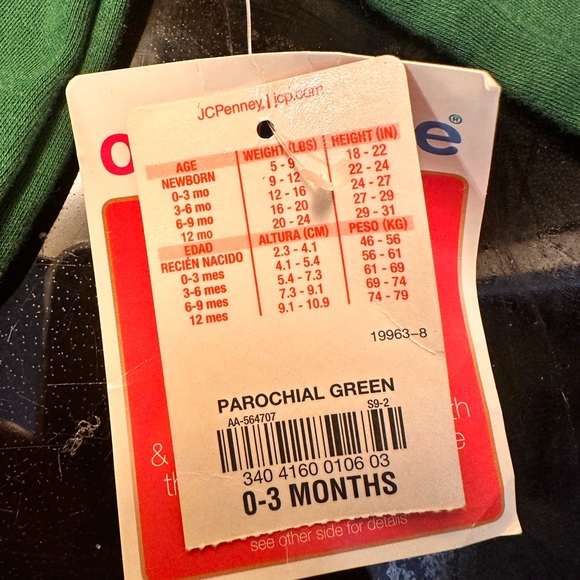 JCPenney | jcp.com
AGE WEIGHT (LBS) HEIGHT (IN)
NEWBORN 5 - 9 18 - 22
0-3 mo 9 - 12 22 - 24
3-6 mo 12 - 16 24 - 27
6-9 mo 16 - 20 27 - 29
12 mo 20 - 24 29 - 31
EDAD ALTURA (CM) PESO (KG)
RECIÉN NACIDO 2.3 - 4.1 46 - 56
0-3 mes 4.1 - 5.4 56 - 61
3-6 mes 5.4 - 7.3 61 - 69
6-9 mes 7.3 - 9.1 69 - 74
12 mes 9.1 - 10.9 74 - 79
19963-8
PAROCHIAL GREEN
AA-564707 S9-2
340 4160 0106 03
0-3 MONTHS
&
see other side for details